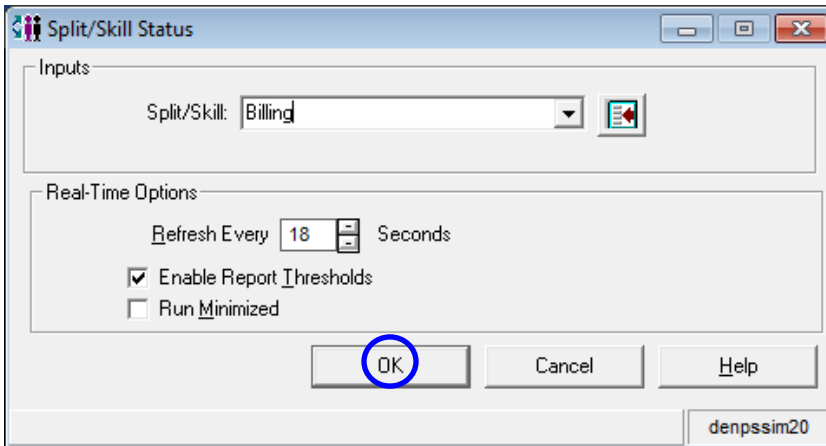 Split/Skill Status
Inputs
Split/Skill: Billing
Real-Time Options
Refresh Every 18 Seconds
Enable Report Thresholds
Run Minimized
OK Cancel Help
denpssim20